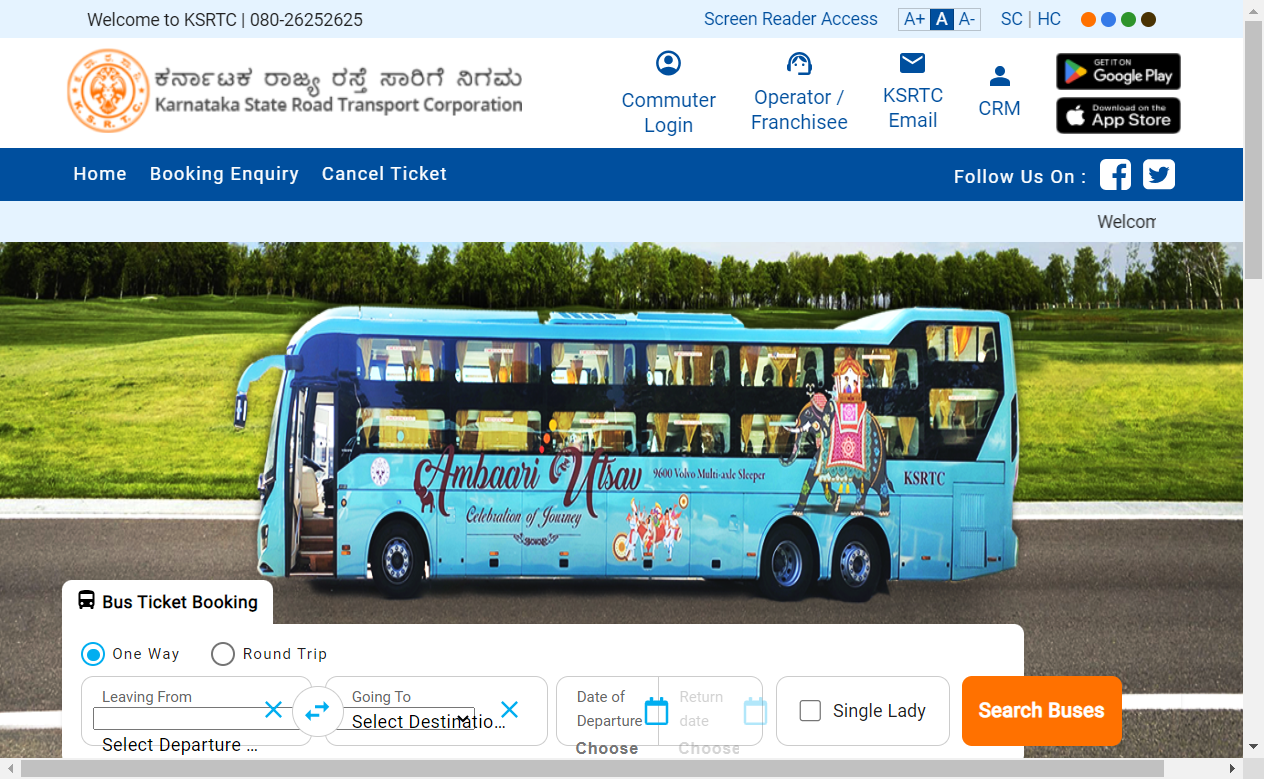 Welcome to KSRTC | 080-26252625
Screen Reader Access
A+ A A-
SC | HC
ಕರ್ನಾಟಕ ರಾಜ್ಯ ರಸ್ತೆ ಸಾರಿಗೆ ನಿಗಮ
Karnataka State Road Transport Corporation
Commuter
Login
Operator /
Franchisee
KSRTC
Email
CRM
GET IT ON
Google Play
Download on the
App Store
Home
Booking Enquiry
Cancel Ticket
Follow Us On :
Welcom
Ambaari Utsav
9600 Volvo Multi-axle Sleeper
KSRTC
Celebration of Journey
Bus Ticket Booking
One Way
Round Trip
Leaving From
Select Departure ...
Going To
Select Destinatio...
Date of
Departure
Choose
Return
date
Choose
Single Lady
Search Buses